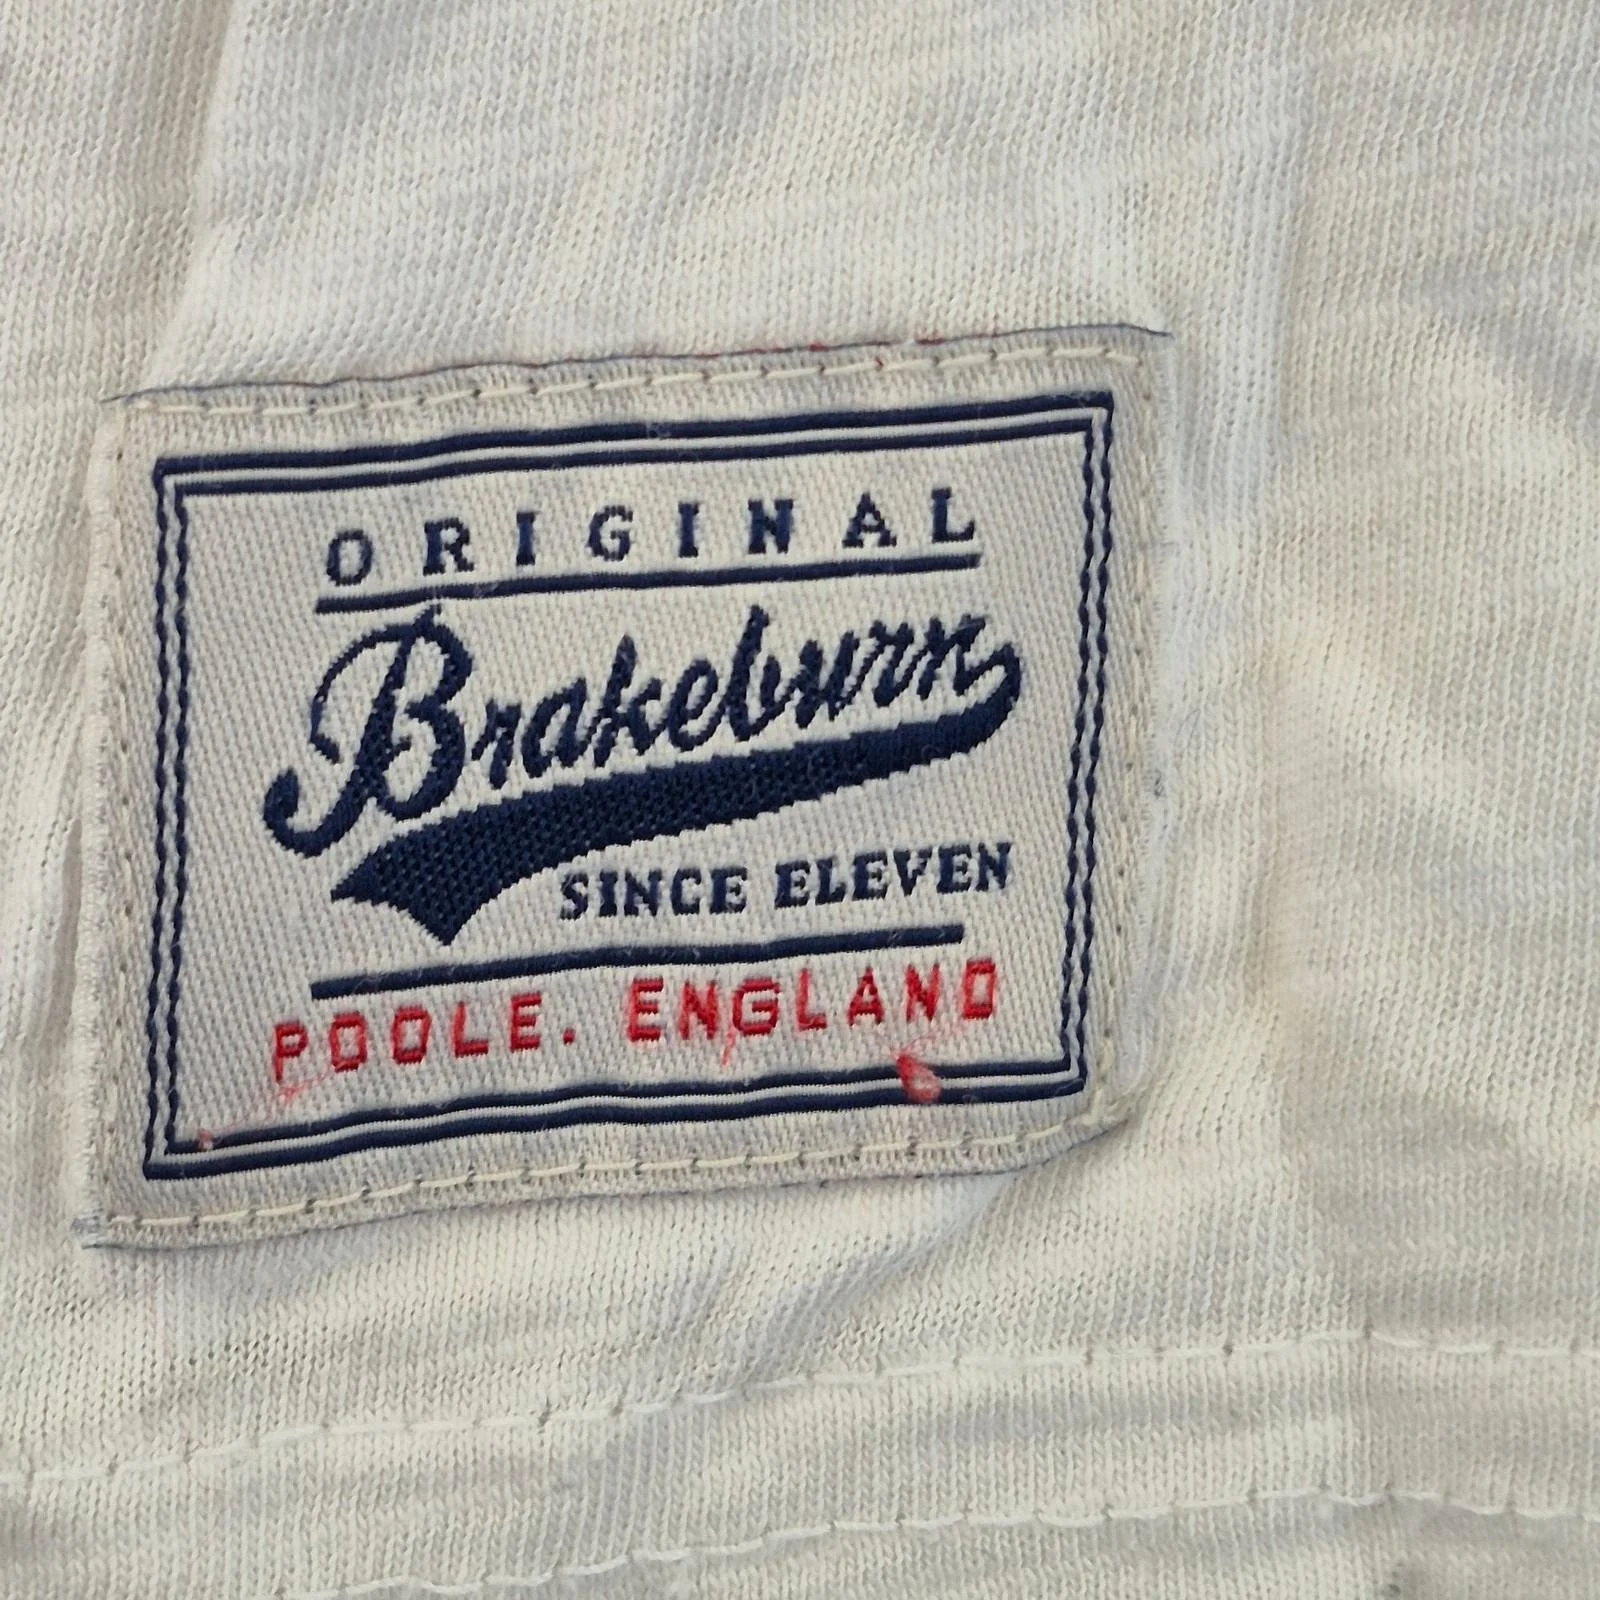 ORIGINAL
Brakeburn
SINCE ELEVEN
POOLE. ENGLAND